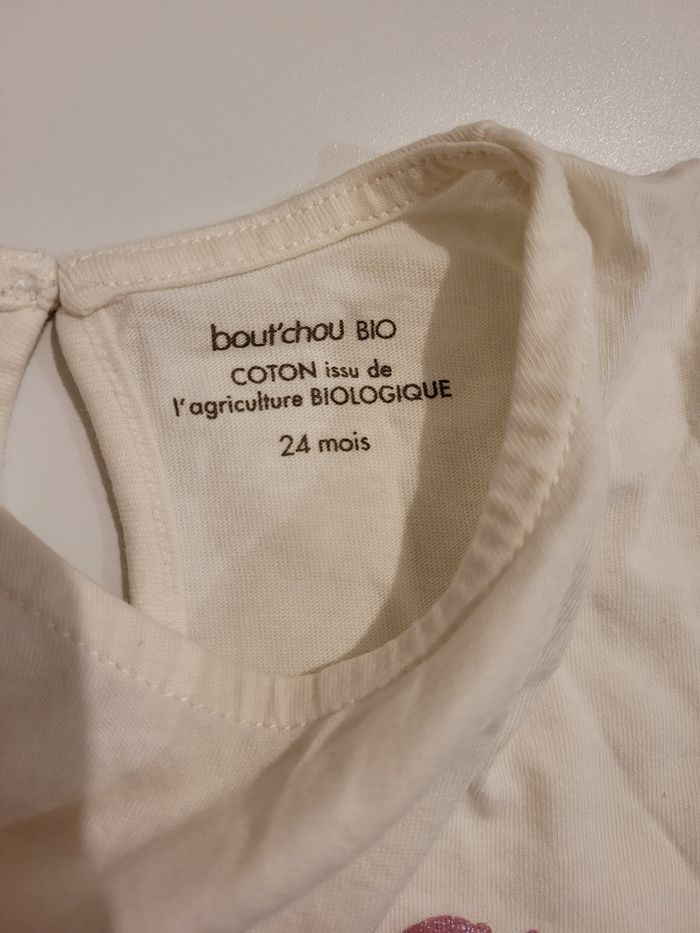 bout'chou BIO
COTON issu de
l'agriculture BIOLOGIQUE
24 mois